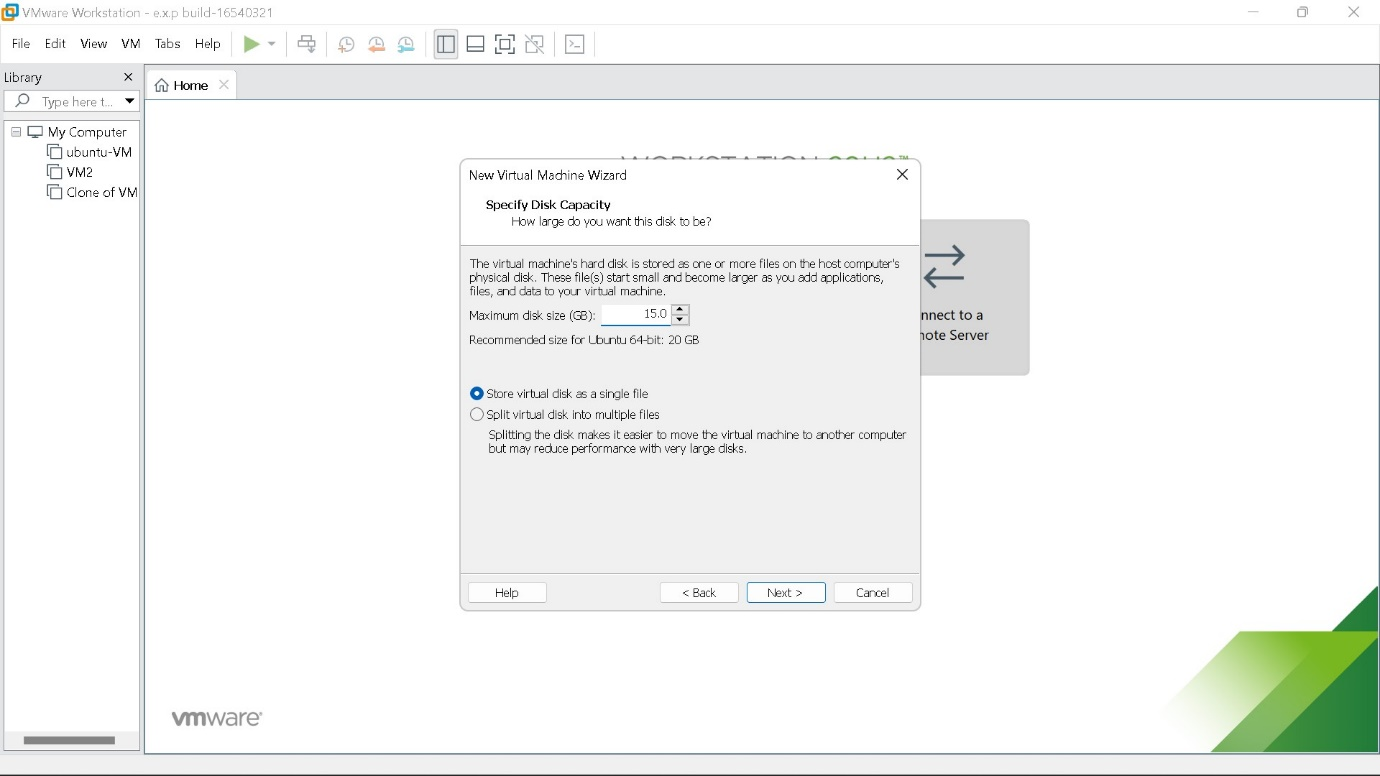 VMware Workstation - e.x.p build-16540321
File Edit View VM Tabs Help
Library
Type here t...
My Computer
ubuntu-VM
VM2
Clone of VM
Home
WORKSTATION
New Virtual Machine Wizard
Specify Disk Capacity
How large do you want this disk to be?
The virtual machine's hard disk is stored as one or more files on the host computer's
physical disk. These file(s) start small and become larger as you add applications,
files, and data to your virtual machine.
Maximum disk size (GB): 15.0
Recommended size for Ubuntu 64-bit: 20 GB
Store virtual disk as a single file
Split virtual disk into multiple files
Splitting the disk makes it easier to move the virtual machine to another computer
but may reduce performance with very large disks.
Help
< Back
Next >
Cancel
nnect to a
note Server
vmware